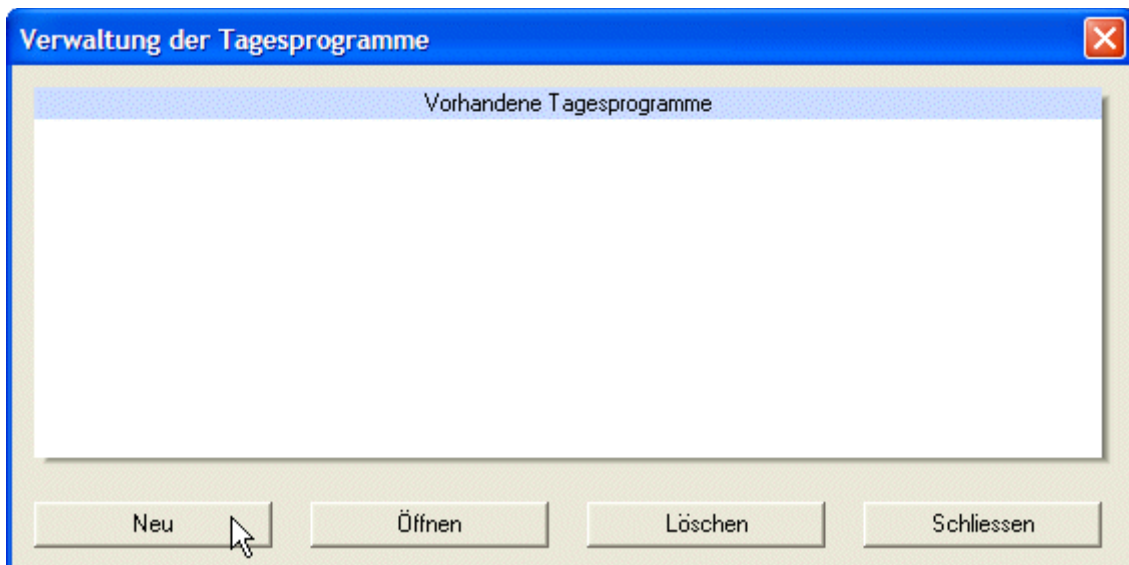 Verwaltung der Tagesprogramme
Vorhandene Tagesprogramme
Neu
Öffnen
Löschen
Schliessen